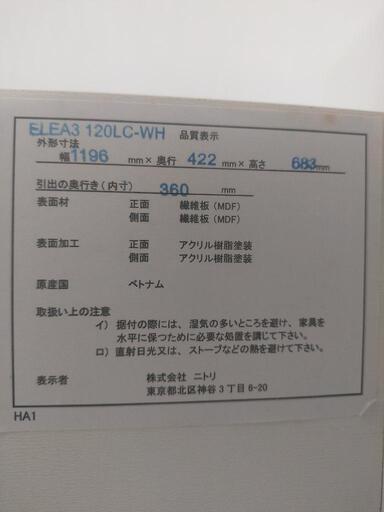 ELEA3 120LC-WH 品質表示
外形寸法
幅1196 mm×奥行 422 mm×高さ 683mm
引出の奥行き(内寸) 360 mm
表面材 正面 繊維板(MDF)
側面 繊維板(MDF)
表面加工 正面 アクリル樹脂塗装
側面 アクリル樹脂塗装
原産国 ベトナム
取扱い上の注意
イ) 据付の際には、湿気の多いところを避け、家具を
水平に保つために必要な処置を講じて下さい。
ロ) 直射日光又は、ストーブなどの熱を避けて下さい。
表示者 株式会社 ニトリ
東京都北区神谷3丁目6-20
HA1